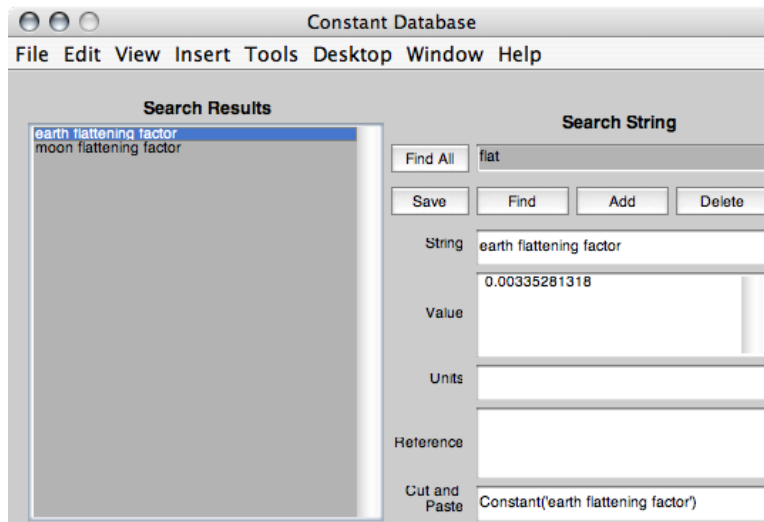 Constant Database
File Edit View Insert Tools Desktop Window Help
Search Results
earth flattening factor
moon flattening factor
Search String
Find All
flat
Save
Find
Add
Delete
String
earth flattening factor
Value
0.00335281318
Units
Reference
Cut and
Paste
Constant('earth flattening factor')